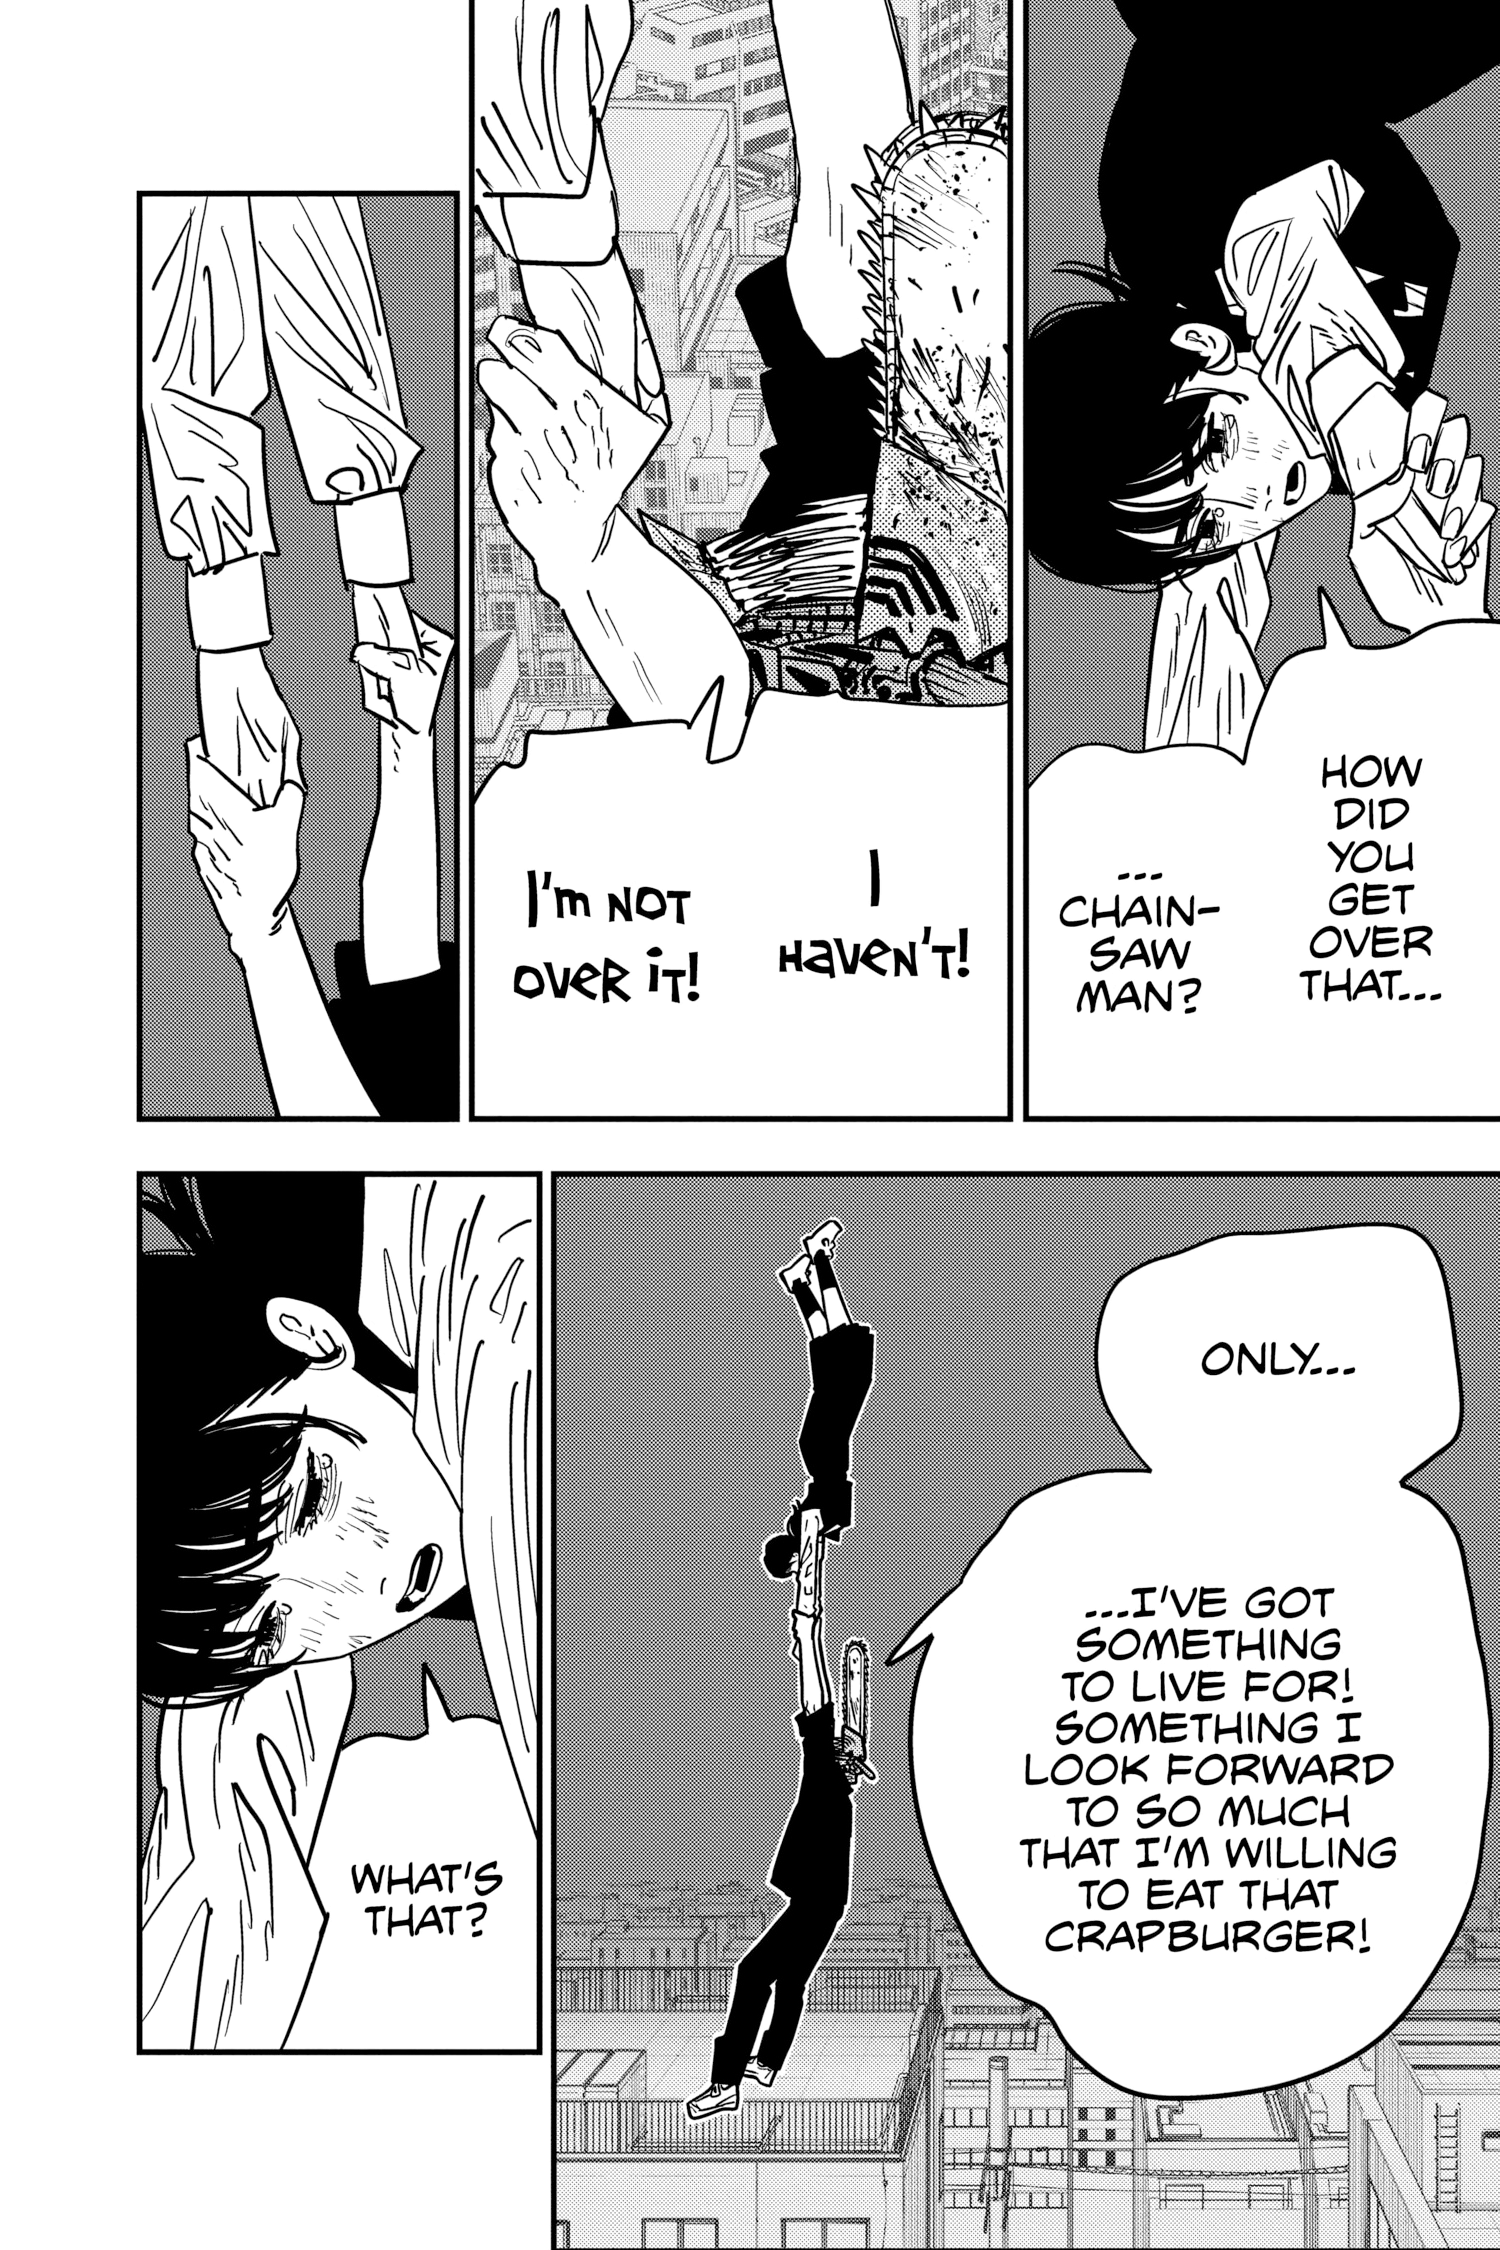 HOW
DID
YOU
GET
OVER
THAT...
...
CHAIN-
SAW
MAN?
I
HAVEN'T!
I'm NOT
OVER IT!
ONLY...
...I'VE GOT
SOMETHING
TO LIVE FOR!
SOMETHING I
LOOK FORWARD
TO SO MUCH
THAT I'M WILLING
TO EAT THAT
CRAPBURGER!
WHAT'S
THAT?